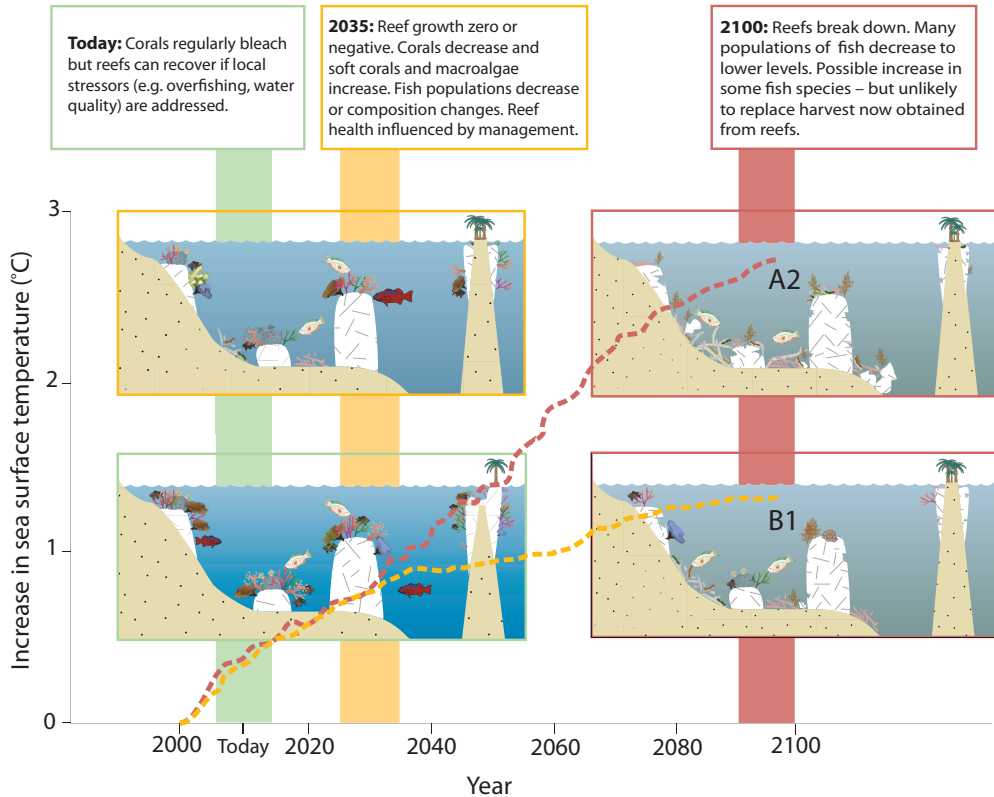 Today: Corals regularly bleach
but reefs can recover if local
stressors (e.g. overfishing, water
quality) are addressed.
2035: Reef growth zero or
negative. Corals decrease and
soft corals and macroalgae
increase. Fish populations decrease
or composition changes. Reef
health influenced by management.
2100: Reefs break down. Many
populations of fish decrease to
lower levels. Possible increase in
some fish species – but unlikely
to replace harvest now obtained
from reefs.
Increase in sea surface temperature (°C)
3
2
1
0
A2
B1
2000 Today 2020 2040 2060 2080 2100
Year